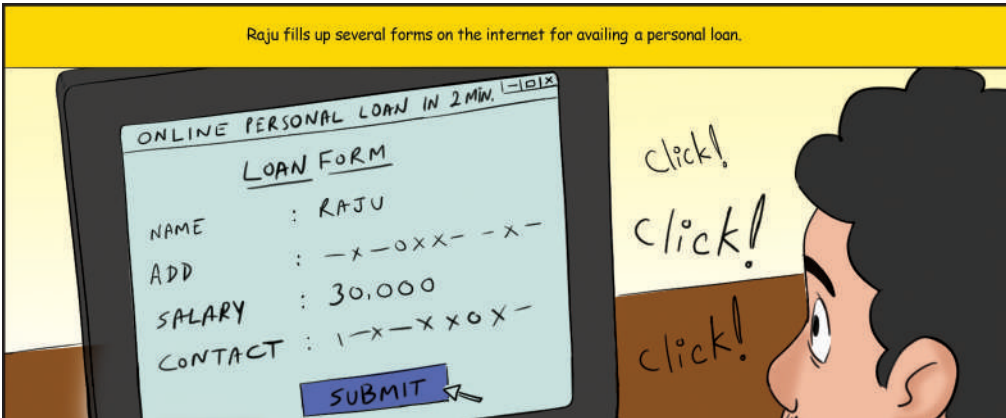 Raju fills up several forms on the internet for availing a personal loan.
ONLINE PERSONAL LOAN IN 2 MIN.
LOAN FORM
NAME : RAJU
ADD : -x-oxx- -x-
SALARY : 30,000
CONTACT : 1-x-xxox-
SUBMIT
Click!
Click!
Click!